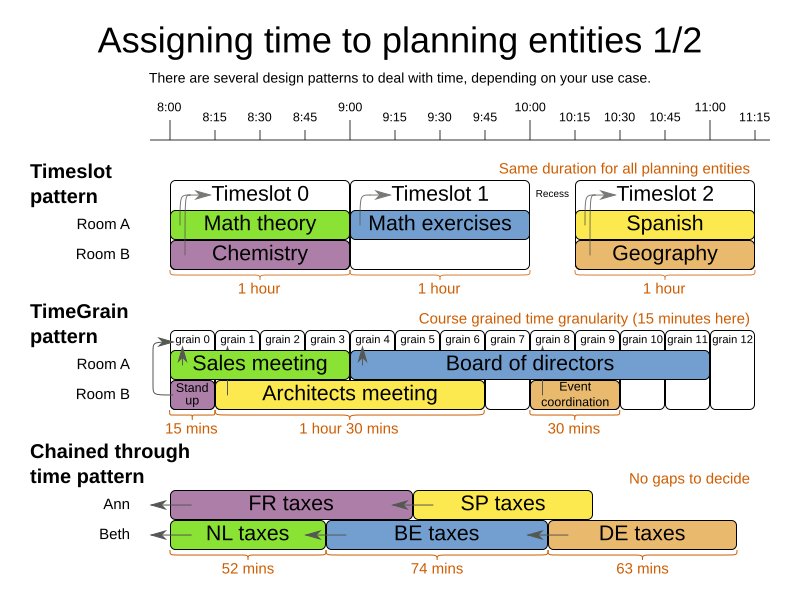 Assigning time to planning entities 1/2
There are several design patterns to deal with time, depending on your use case.
8:00 9:00 10:00 11:00
8:15 8:30 8:45 9:15 9:30 9:45 10:15 10:30 10:45 11:15
Timeslot
pattern
Same duration for all planning entities
Timeslot 0 Timeslot 1 Recess Timeslot 2
Room A Math theory Math exercises Spanish
Room B Chemistry Geography
1 hour 1 hour 1 hour
TimeGrain
pattern
Course grained time granularity (15 minutes here)
grain 0 grain 1 grain 2 grain 3 grain 4 grain 5 grain 6 grain 7 grain 8 grain 9 grain 10 grain 11 grain 12
Room A Sales meeting Board of directors
Room B Stand
up
Architects meeting
Event
coordination
15 mins 1 hour 30 mins 30 mins
Chained through
time pattern
No gaps to decide
Ann FR taxes SP taxes
Beth NL taxes BE taxes DE taxes
52 mins 74 mins 63 mins